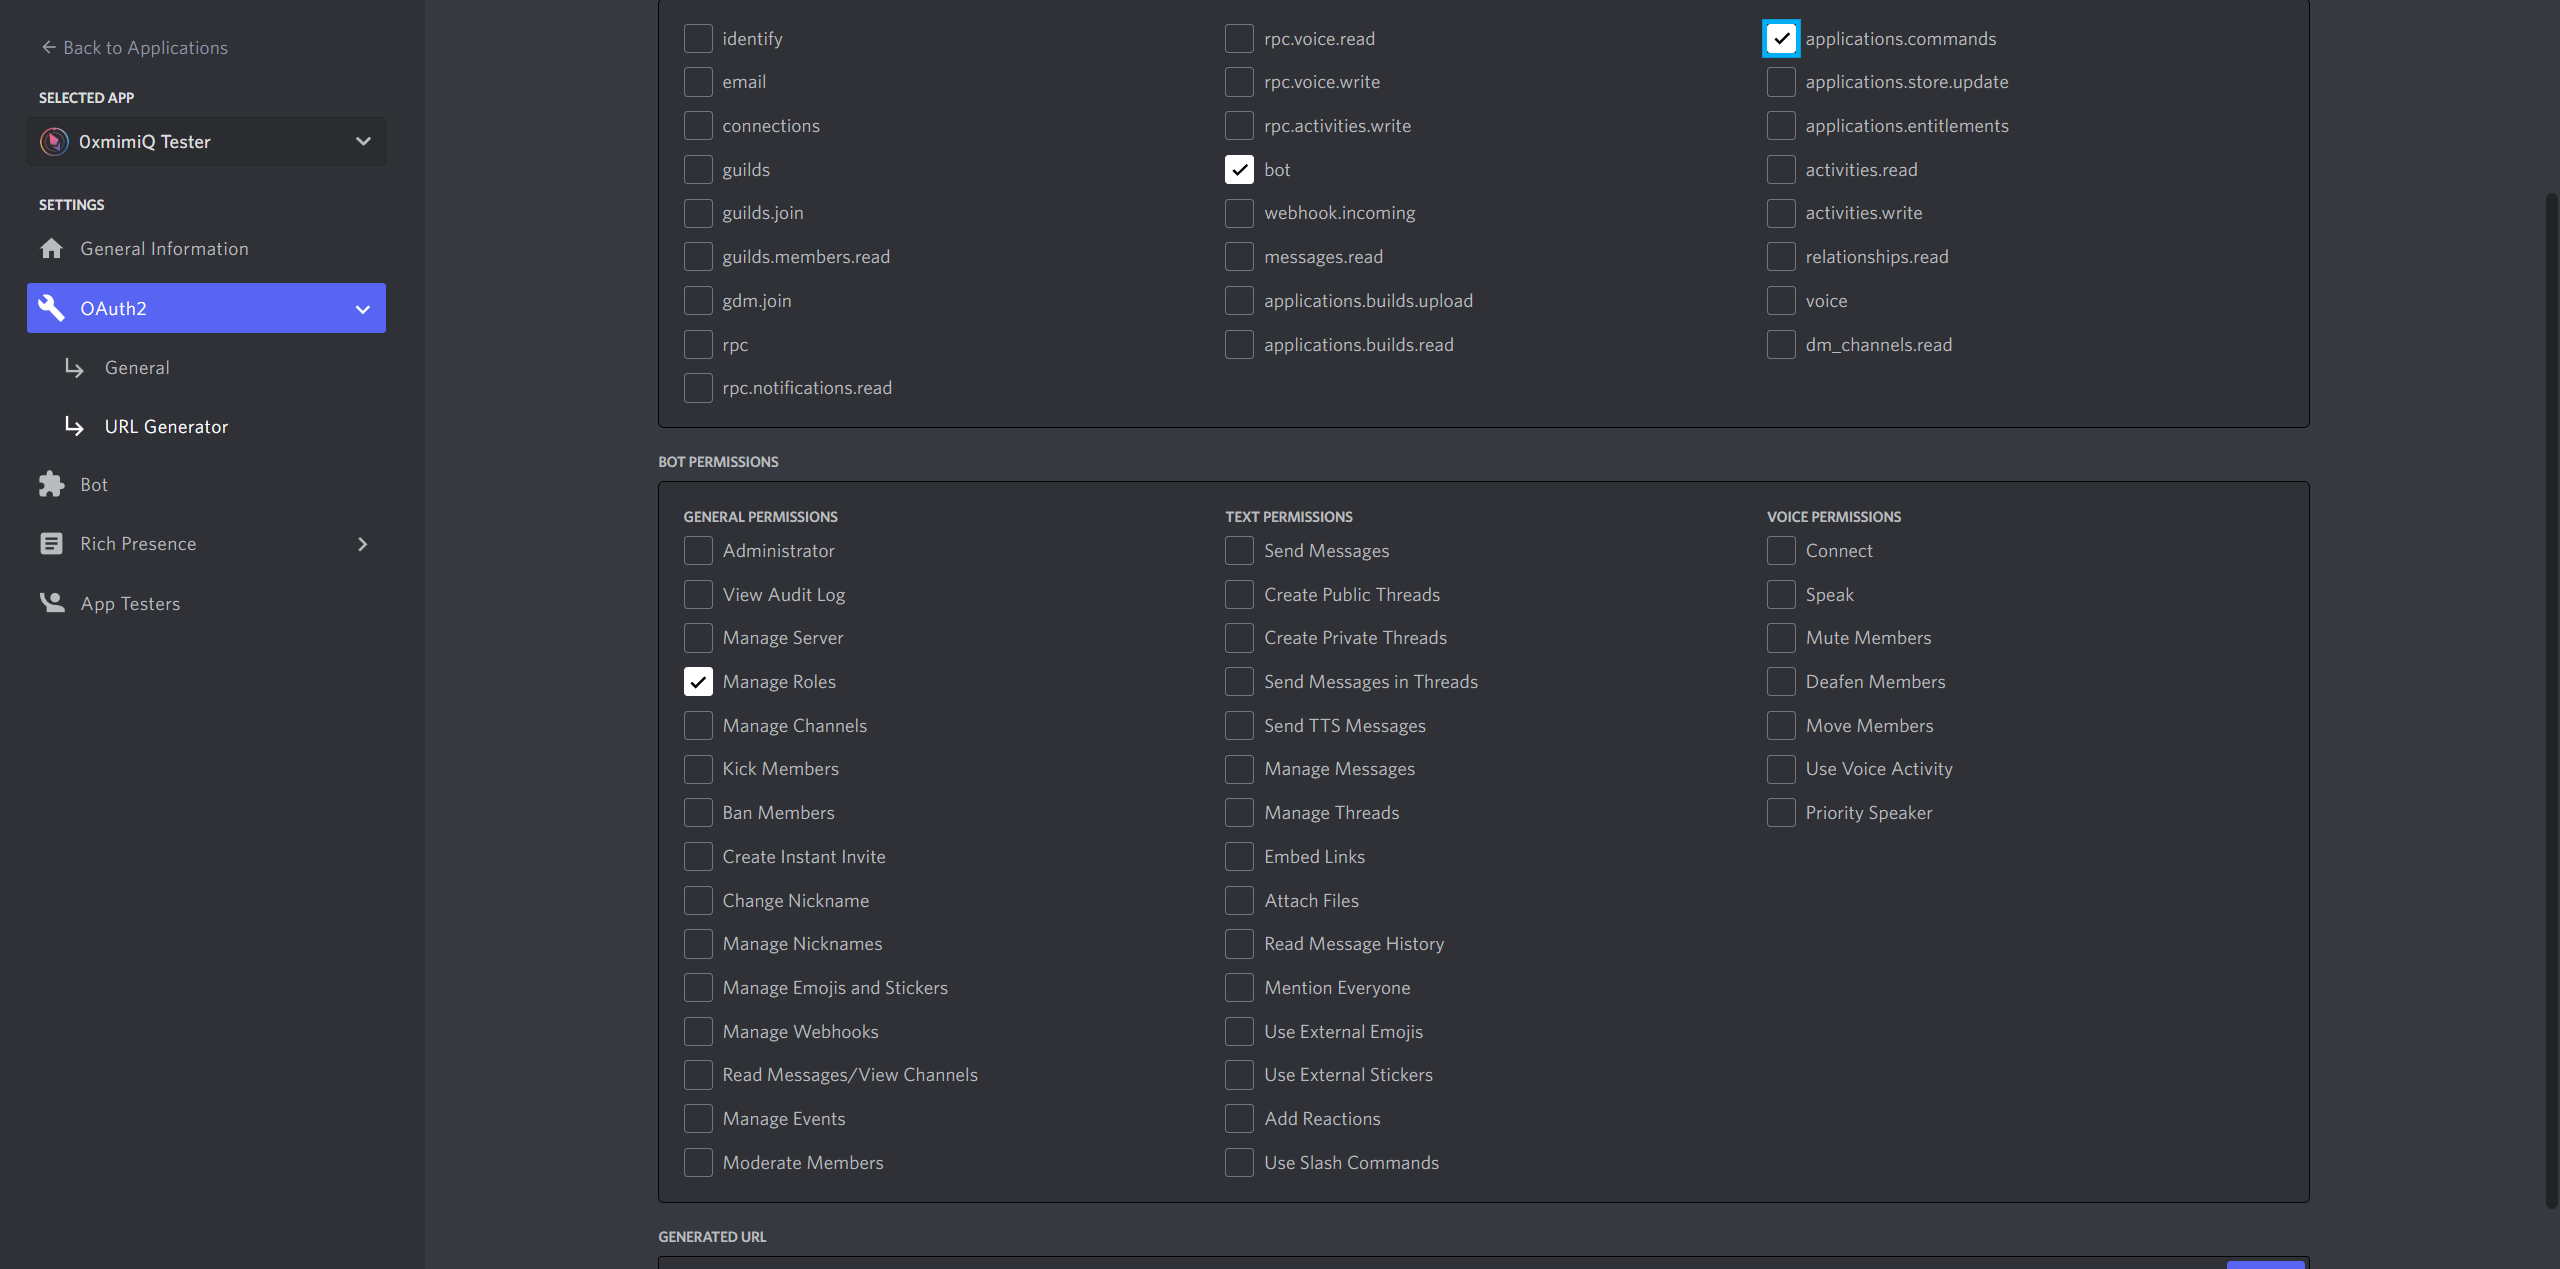 Back to Applications
SELECTED APP
0xmimiQ Tester
SETTINGS
General Information
OAuth2
General
URL Generator
Bot
Rich Presence
App Testers
identify
email
connections
guilds
guilds.join
guilds.members.read
gdm.join
rpc
rpc.notifications.read
rpc.voice.read
rpc.voice.write
rpc.activities.write
bot
webhook.incoming
messages.read
applications.builds.upload
applications.builds.read
applications.commands
applications.store.update
applications.entitlements
activities.read
activities.write
relationships.read
voice
dm_channels.read
BOT PERMISSIONS
GENERAL PERMISSIONS
Administrator
View Audit Log
Manage Server
Manage Roles
Manage Channels
Kick Members
Ban Members
Create Instant Invite
Change Nickname
Manage Nicknames
Manage Emojis and Stickers
Manage Webhooks
Read Messages/View Channels
Manage Events
Moderate Members
TEXT PERMISSIONS
Send Messages
Create Public Threads
Create Private Threads
Send Messages in Threads
Send TTS Messages
Manage Messages
Manage Threads
Embed Links
Attach Files
Read Message History
Mention Everyone
Use External Emojis
Use External Stickers
Add Reactions
Use Slash Commands
VOICE PERMISSIONS
Connect
Speak
Mute Members
Deafen Members
Move Members
Use Voice Activity
Priority Speaker
GENERATED URL